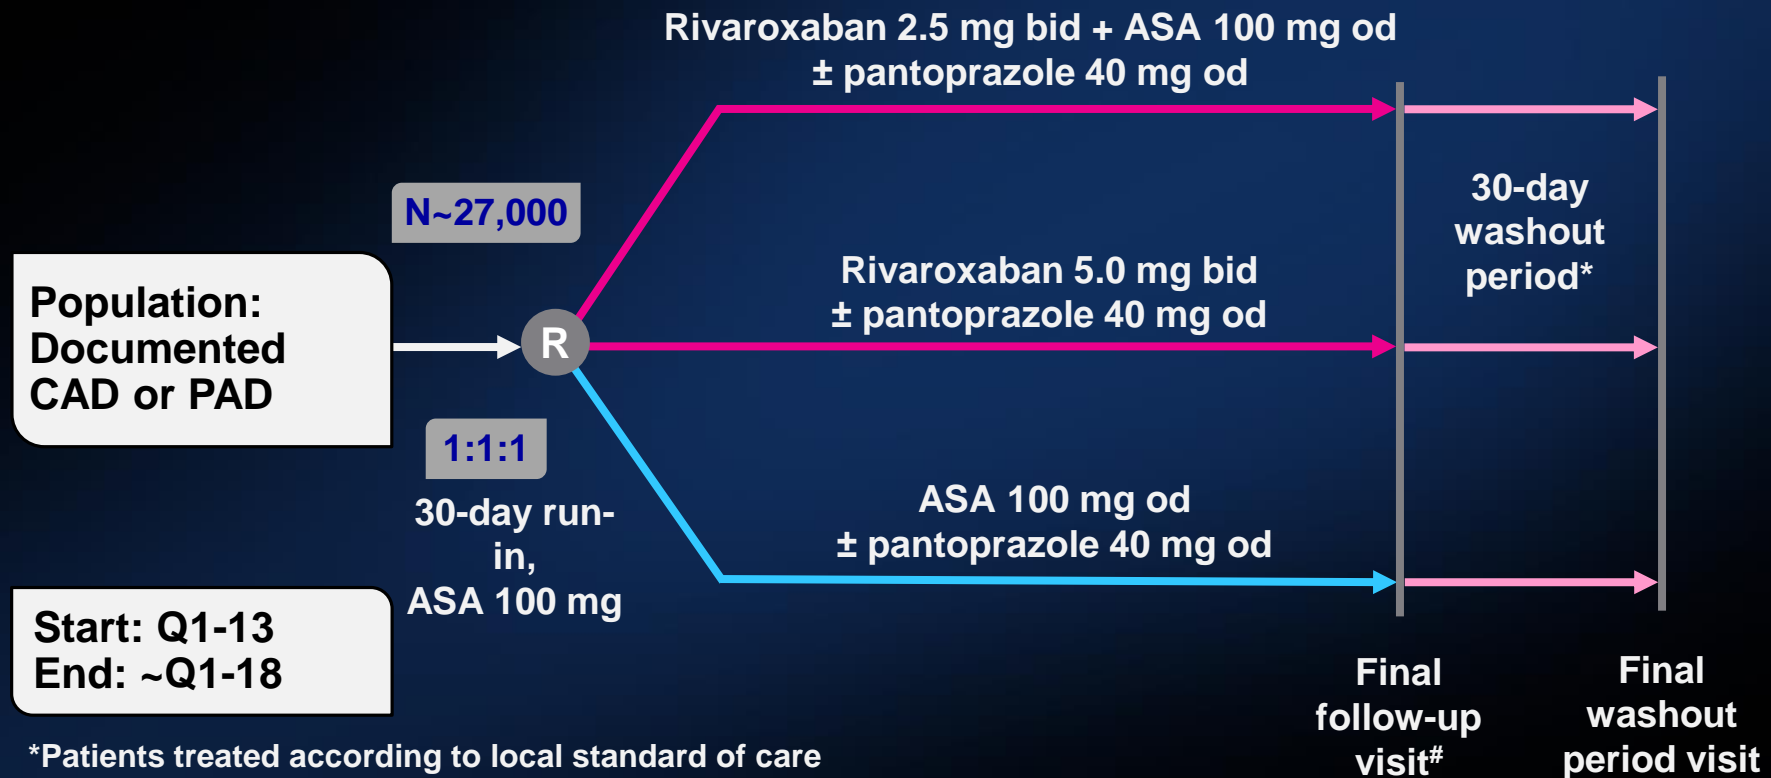 Rivaroxaban 2.5 mg bid + ASA 100 mg od
± pantoprazole 40 mg od
N~27,000
30-day
washout
period*
Population:
Documented
CAD or PAD
R
Rivaroxaban 5.0 mg bid
± pantoprazole 40 mg od
1:1:1
30-day run-
in,
ASA 100 mg
ASA 100 mg od
± pantoprazole 40 mg od
Start: Q1-13
End: ~Q1-18
Final
follow-up
visit#
Final
washout
period visit
*Patients treated according to local standard of care